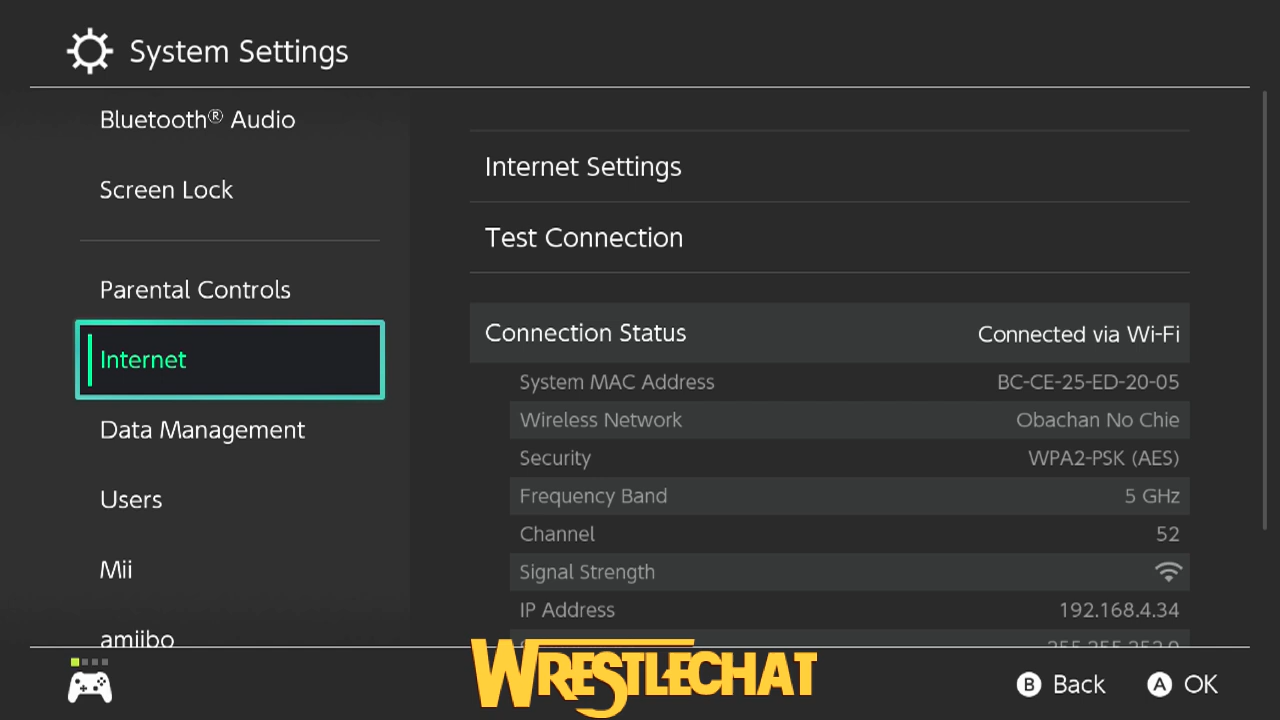 System Settings
Bluetooth® Audio
Screen Lock
Parental Controls
Internet
Data Management
Users
Mii
amiibo
Internet Settings
Test Connection
Connection Status Connected via Wi-Fi
System MAC Address BC-CE-25-ED-20-05
Wireless Network Obachan No Chie
Security WPA2-PSK (AES)
Frequency Band 5 GHz
Channel 52
Signal Strength
IP Address 192.168.4.34
WRESTLECHAT
B Back A OK